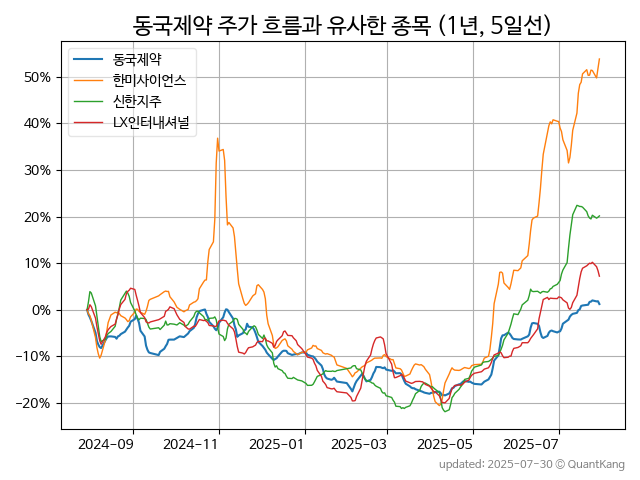 동국제약 주가 흐름과 유사한 종목 (1년, 5일선)
동국제약
한미사이언스
신한지주
LX인터내셔널
50%
40%
30%
20%
10%
0%
−10%
−20%
2024-09
2024-11
2025-01
2025-03
2025-05
2025-07
updated: 2025-07-30 © QuantKang